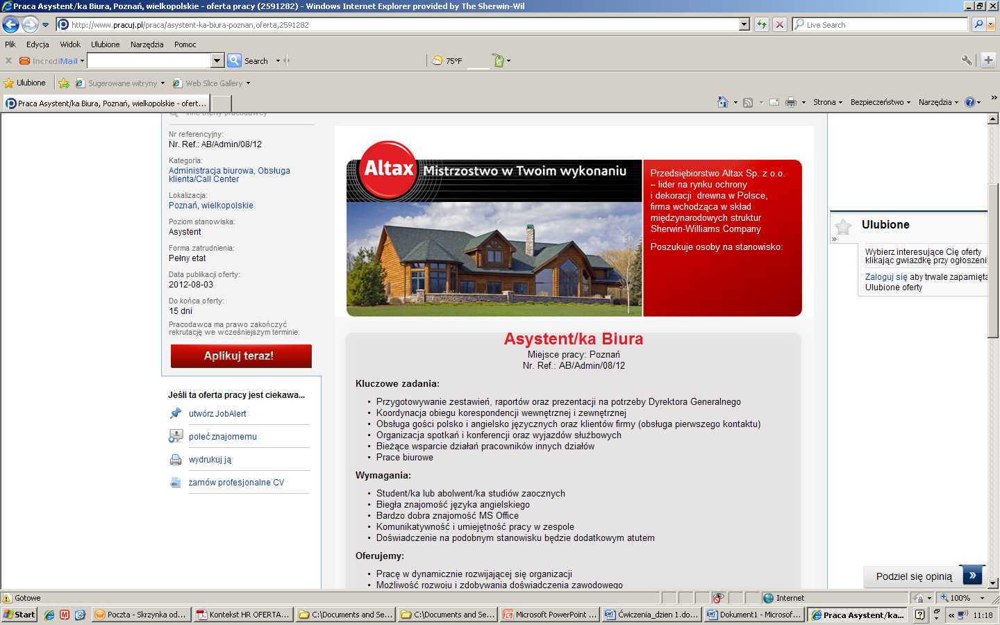 Praca Asystent/ka Biura, Poznań, wielkopolskie - oferta pracy (2591282) - Windows Internet Explorer provided by The Sherwin-Wil
http://www.pracuj.pl/praca/asystent-ka-biura-poznan,oferta,2591282
Live Search
Plik Edycja Widok Ulubione Narzędzia Pomoc
IncrediMail
Search
75°F
Ulubione
Sugerowane witryny
Web Slice Gallery
Praca Asystent/ka Biura, Poznań, wielkopolskie - ofert...
Strona Bezpieczeństwo Narzędzia
inne oferty pracodawcy
Nr referencyjny:
Nr. Ref.: AB/Admin/08/12
Kategoria:
Administracja biurowa, Obsługa
klienta/Call Center
Lokalizacja:
Poznań, wielkopolskie
Poziom stanowiska:
Asystent
Forma zatrudnienia:
Pełny etat
Data publikacji oferty:
2012-08-03
Do końca oferty:
15 dni
Pracodawca ma prawo zakończyć
rekrutację we wcześniejszym terminie.
Aplikuj teraz!
Jeśli ta oferta pracy jest ciekawa...
utwórz JobAlert
poleć znajomemu
wydrukuj ją
zamów profesjonalne CV
Altax
Mistrzostwo w Twoim wykonaniu
Przedsiębiorstwo Altax Sp. z o.o.
– lider na rynku ochrony
i dekoracji drewna w Polsce,
firma wchodząca w skład
międzynarodowych struktur
Sherwin-Williams Company
Poszukuje osoby na stanowisko:
Asystent/ka Biura
Miejsce pracy: Poznań
Nr. Ref.: AB/Admin/08/12
Kluczowe zadania:
• Przygotowywanie zestawień, raportów oraz prezentacji na potrzeby Dyrektora Generalnego
• Koordynacja obiegu korespondencji wewnętrznej i zewnętrznej
• Obsługa gości polsko i angielsko języcznych oraz klientów firmy (obsługa pierwszego kontaktu)
• Organizacja spotkań i konferencji oraz wyjazdów służbowych
• Bieżące wsparcie działań pracowników innych działów
• Prace biurowe
Wymagania:
• Student/ka lub abolwent/ka studiów zaocznych
• Biegła znajomość języka angielskiego
• Bardzo dobra znajomość MS Office
• Komunikatywność i umiejętność pracy w zespole
• Doświadczenie na podobnym stanowisku będzie dodatkowym atutem
Oferujemy:
• Pracę w dynamicznie rozwijającej się organizacji
• Możliwość rozwoju i zdobywania doświadczenia zawodowego
Ulubione
Wybierz interesujące Cię oferty
klikając gwiazdkę przy ogłoszeni
Zaloguj się aby trwale zapamięta
Ulubione oferty
Podziel się opinią
Gotowe
Internet
100%
Start
Poczta - Skrzynka od...
Kontekst HR OFERTA...
C:\Documents and Se...
C:\Documents and Se...
Microsoft PowerPoint ...
Ćwiczenia_dzien 1.do...
Dokument1 - Microsof...
Praca Asystent/ka...
11:18